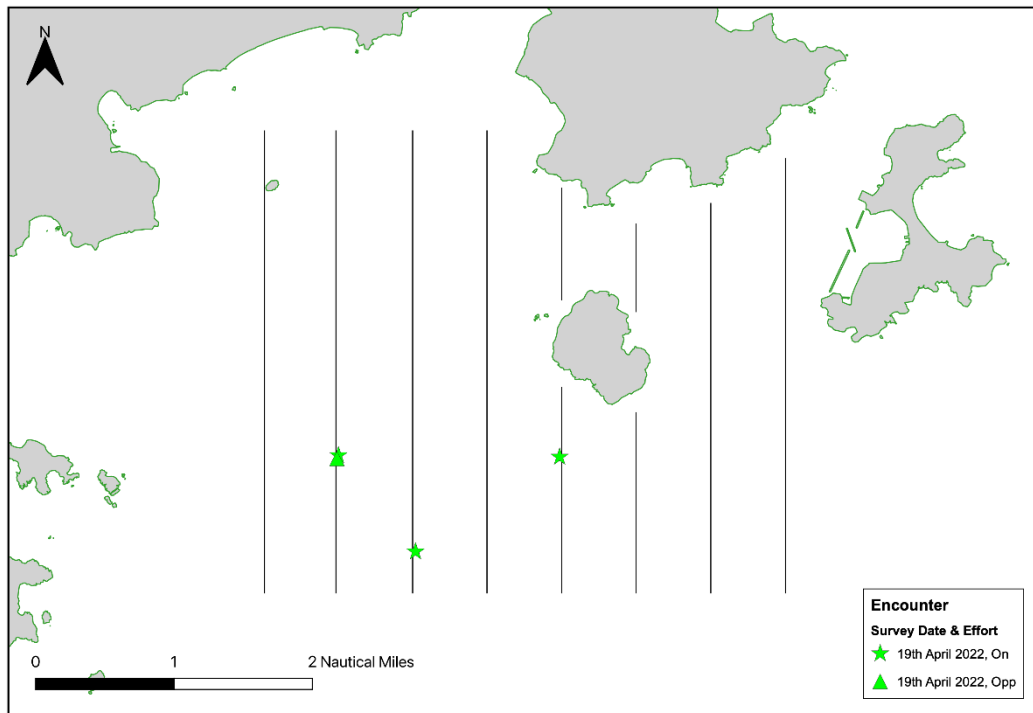 N
0 1 2 Nautical Miles
Encounter
Survey Date & Effort
19th April 2022, On
19th April 2022, Opp